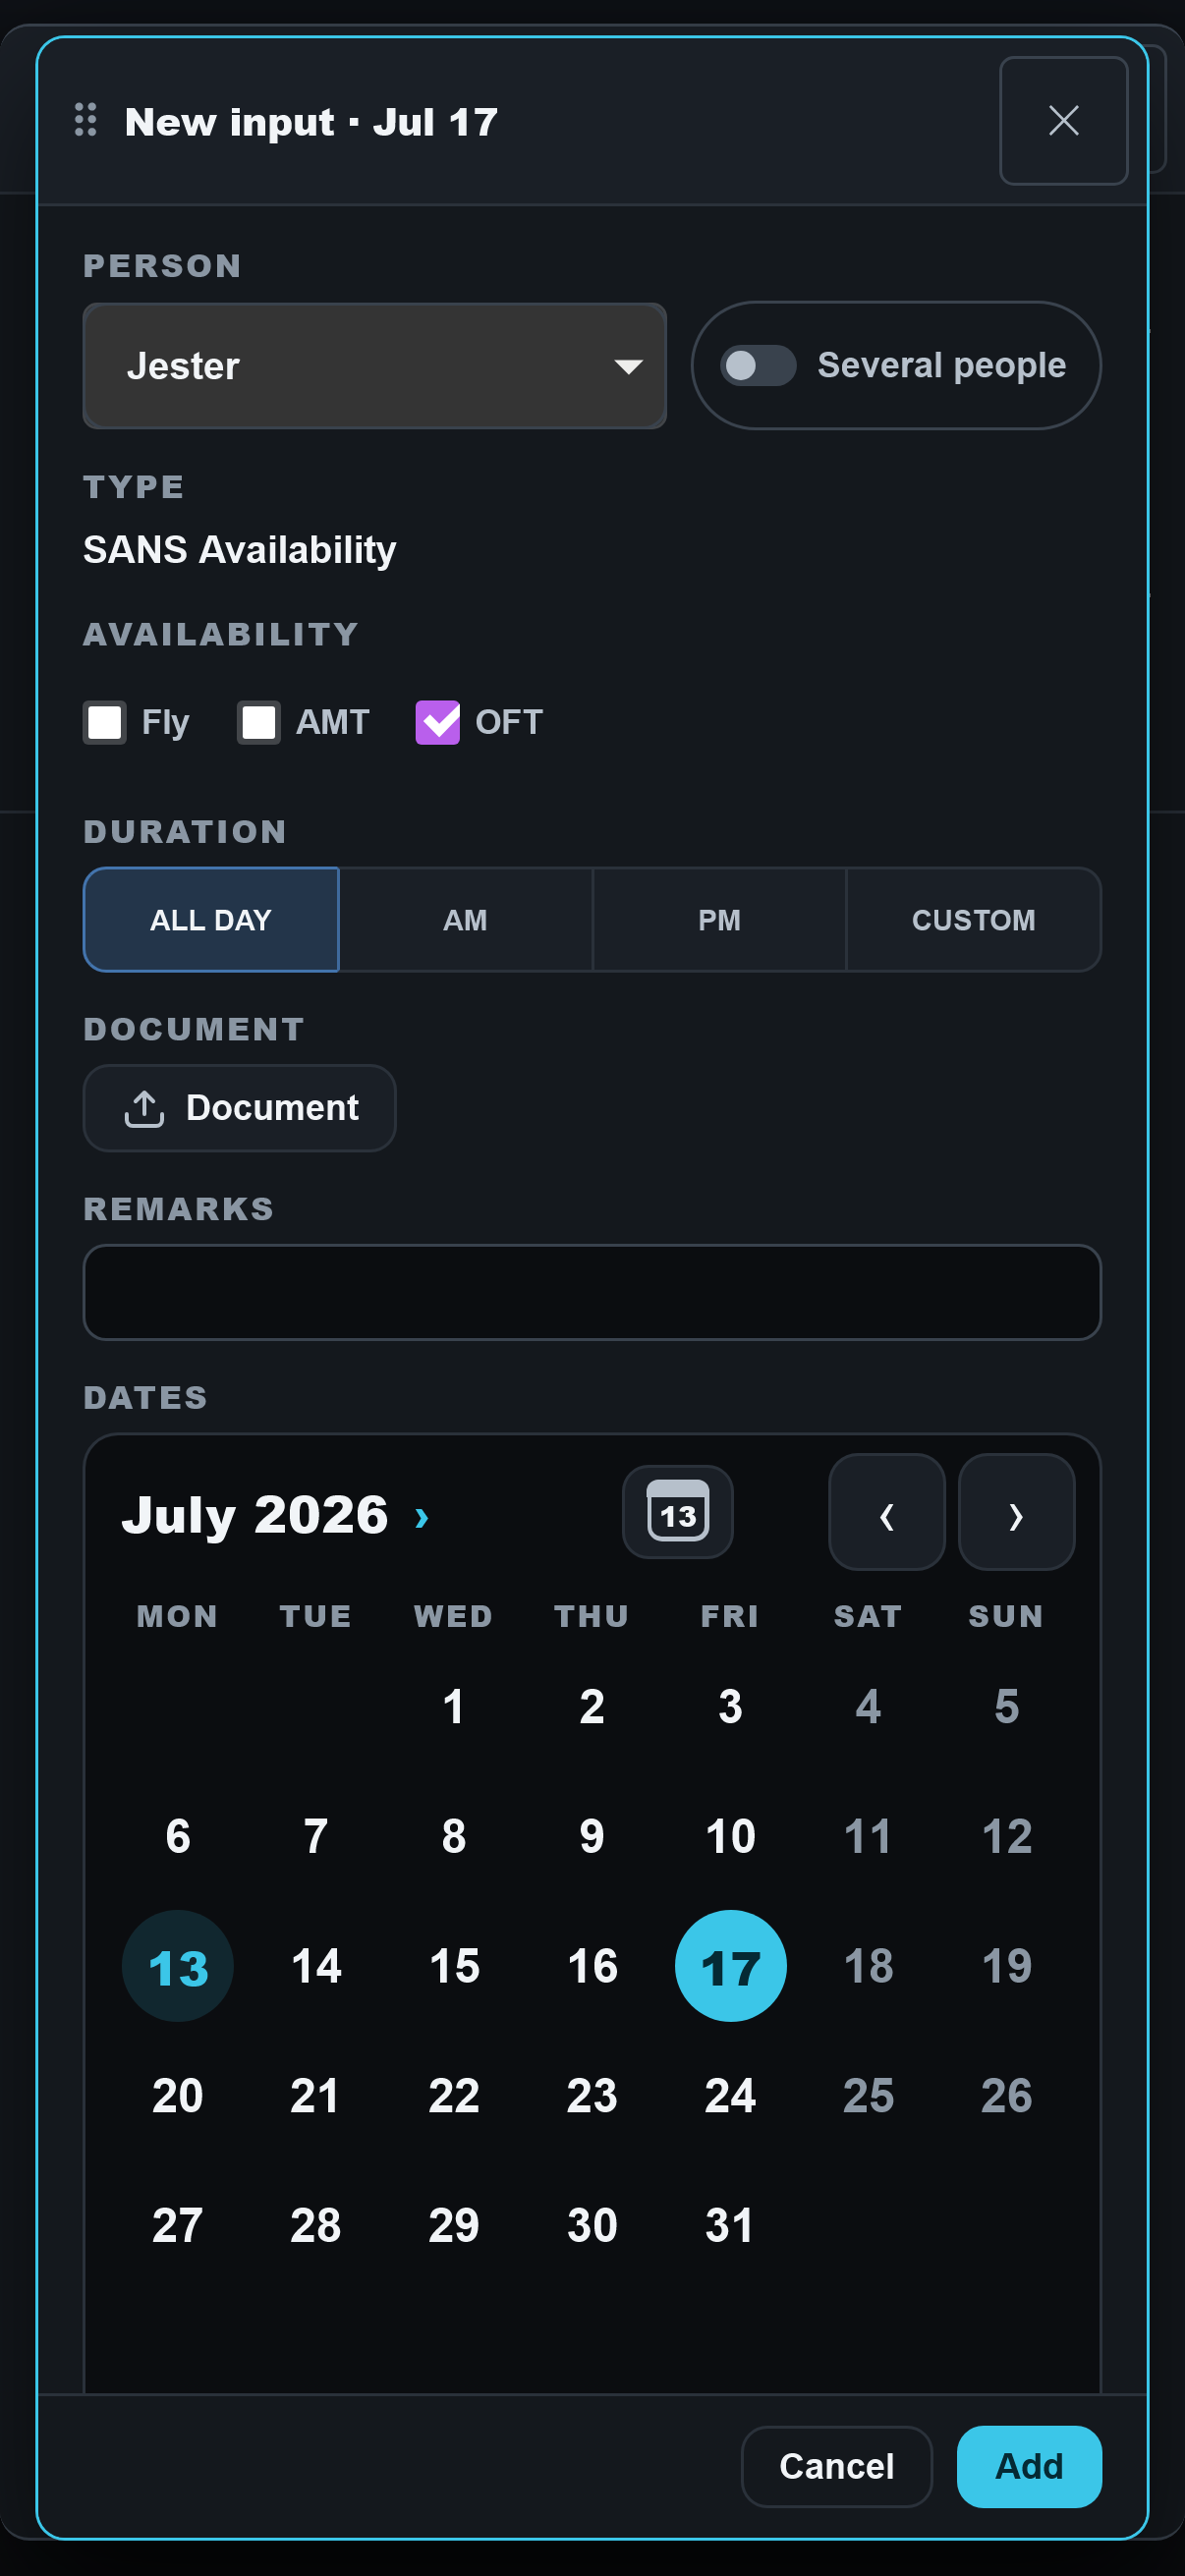 New input · Jul 17
PERSON
Jester
Several people
TYPE
SANS Availability
AVAILABILITY
Fly AMT OFT
DURATION
ALL DAY AM PM CUSTOM
DOCUMENT
Document
REMARKS
DATES
July 2026 › 13 ‹ ›
MON TUE WED THU FRI SAT SUN
1 2 3 4 5
6 7 8 9 10 11 12
13 14 15 16 17 18 19
20 21 22 23 24 25 26
27 28 29 30 31
Cancel Add